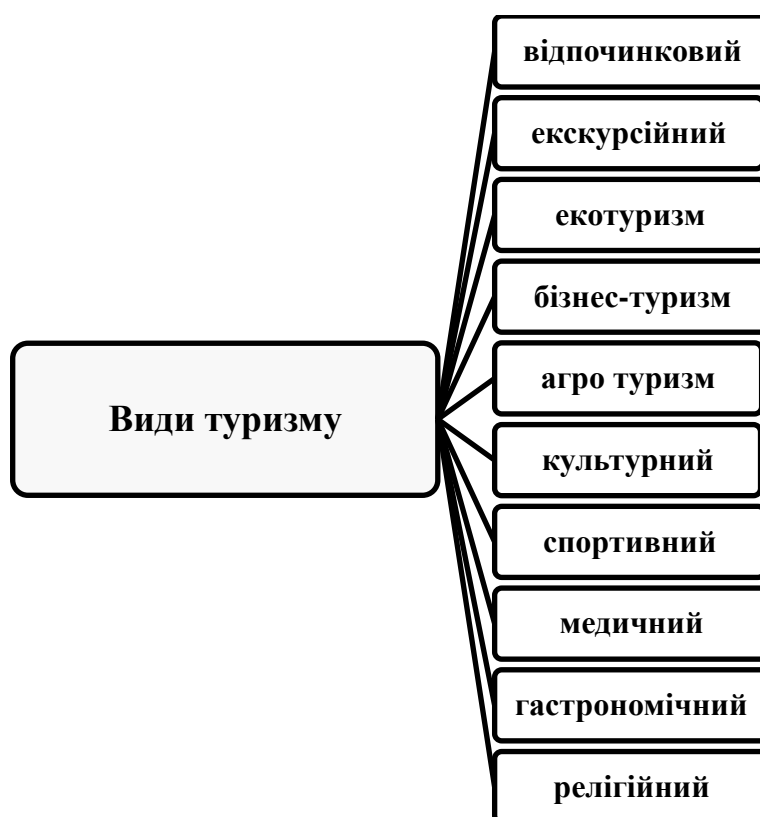 Види туризму
відпочинковий
екскурсійний
екотуризм
бізнес-туризм
агро туризм
культурний
спортивний
медичний
гастрономічний
релігійний